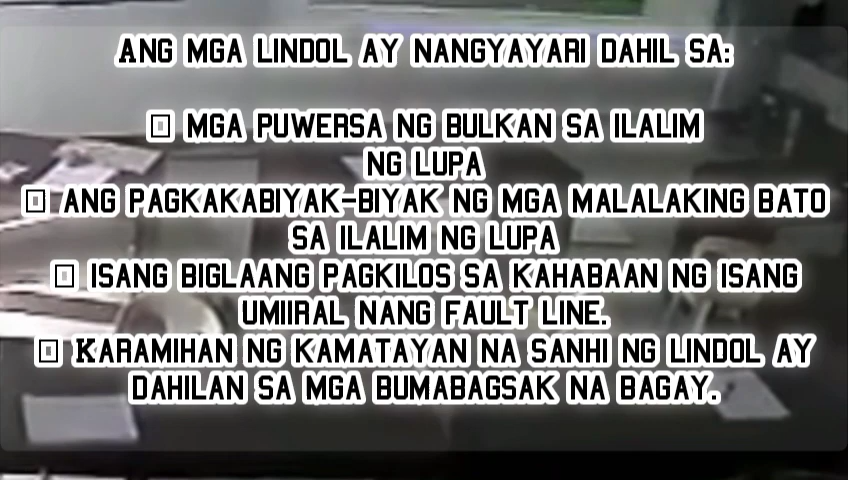 ANG MGA LINDOL AY NANGYAYARI DAHIL SA:
MGA PUWERSA NG BULKAN SA ILALIM
NG LUPA
ANG PAGKAKABIYAK-BIYAK NG MGA MALALAKING BATO
SA ILALIM NG LUPA
ISANG BIGLAANG PAGKILOS SA KAHABAAN NG ISANG
UMIIRAL NANG FAULT LINE.
KARAMIHAN NG KAMATAYAN NA SANHI NG LINDOL AY
DAHILAN SA MGA BUMABAGSAK NA BAGAY.